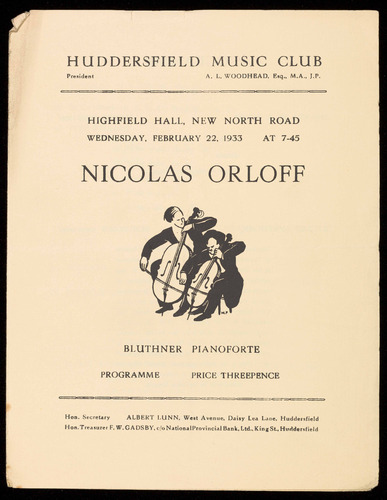 HUDDERSFIELD MUSIC CLUB
President A. L. WOODHEAD, Esq., M.A., J.P.
HIGHFIELD HALL, NEW NORTH ROAD
WEDNESDAY, FEBRUARY 22, 1933 AT 7-45
NICOLAS ORLOFF
BLUTHNER PIANOFORTE
PROGRAMME PRICE THREEPENCE
Hon. Secretary ALBERT LUNN, West Avenue, Daisy Lea Lane, Huddersfield
Hon. Treasurer F. W. GADSBY, c/o National Provincial Bank, Ltd., King St., Huddersfield